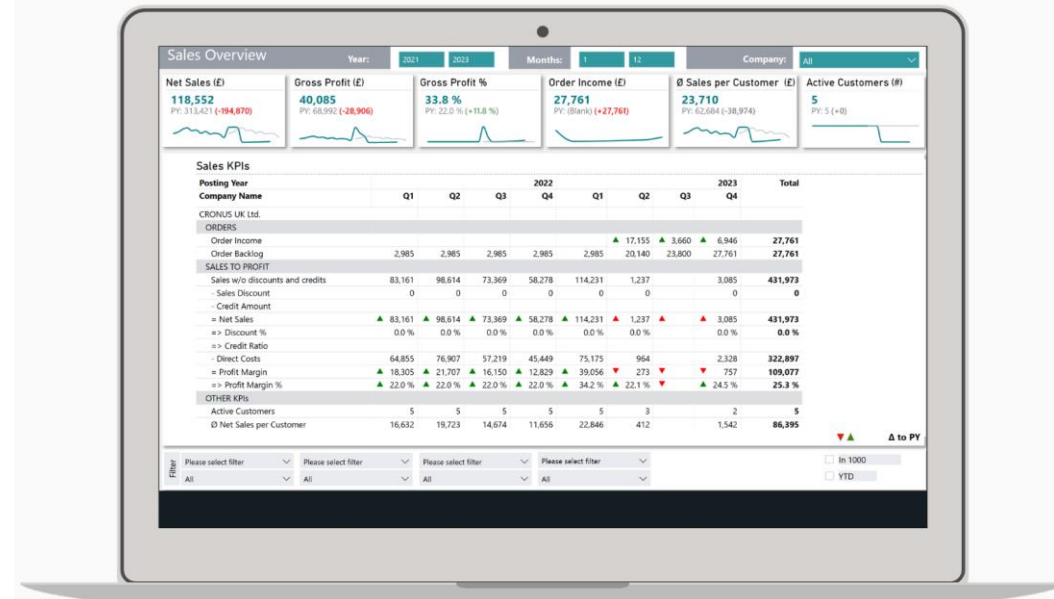 Sales Overview Year: 2021 2023 Months: 1 12 Company: All
Net Sales (£) Gross Profit (£) Gross Profit % Order Income (£) Ø Sales per Customer (£) Active Customers (#)
118,552 40,085 33.8 % 27,761 23,710 5
PY: 313,421 (-194,870) PY: 68,992 (-28,906) PY: 22.0 % (+11.8 %) PY: (Blank) (+27,761) PY: 62,684 (-38,974) PY: 5 (+0)
Sales KPIs
Posting Year 2022 2023 Total
Company Name Q1 Q2 Q3 Q4 Q1 Q2 Q3 Q4
CRONUS UK Ltd.
ORDERS
Order Income ▲ 17,155 ▲ 3,660 ▲ 6,946 27,761
Order Backlog 2,985 2,985 2,985 2,985 2,985 20,140 23,800 27,761 27,761
SALES TO PROFIT
Sales w/o discounts and credits 83,161 98,614 73,369 58,278 114,231 1,237 3,085 431,973
- Sales Discount 0 0 0 0 0 0 0 0
- Credit Amount
= Net Sales ▲ 83,161 ▲ 98,614 ▲ 73,369 ▲ 58,278 ▲ 114,231 ▲ 1,237 ▲ ▲ 3,085 431,973
=> Discount % 0.0 % 0.0 % 0.0 % 0.0 % 0.0 % 0.0 % 0.0 % 0.0 %
=> Credit Ratio
- Direct Costs 64,855 76,907 57,219 45,449 75,175 964 2,328 322,897
= Profit Margin ▲ 18,305 ▲ 21,707 ▲ 16,150 ▲ 12,829 ▲ 39,056 ▼ 273 ▼ ▼ 757 109,077
=> Profit Margin % ▲ 22.0 % ▲ 22.0 % ▲ 22.0 % ▲ 22.0 % ▲ 34.2 % ▲ 22.1 % ▼ ▲ 24.5 % 25.3 %
OTHER KPIs
Active Customers 5 5 5 5 5 3 2 5
Ø Net Sales per Customer 16,632 19,723 14,674 11,656 22,846 412 1,542 86,395
▼▲ Δ to PY
Filter
Please select filter Please select filter Please select filter Please select filter In 1000
All All All All YTD